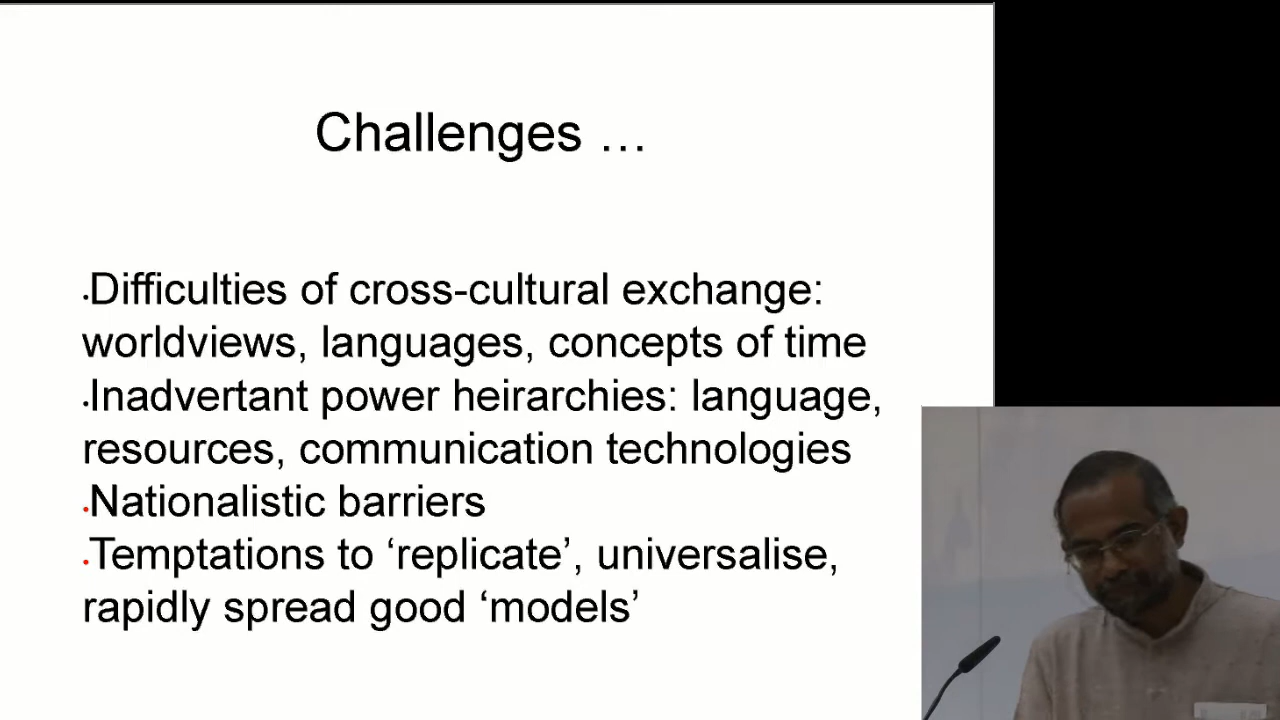 Challenges …
·Difficulties of cross-cultural exchange:
worldviews, languages, concepts of time
·Inadvertant power heirarchies: language,
resources, communication technologies
·Nationalistic barriers
·Temptations to ‘replicate’, universalise,
rapidly spread good ‘models’